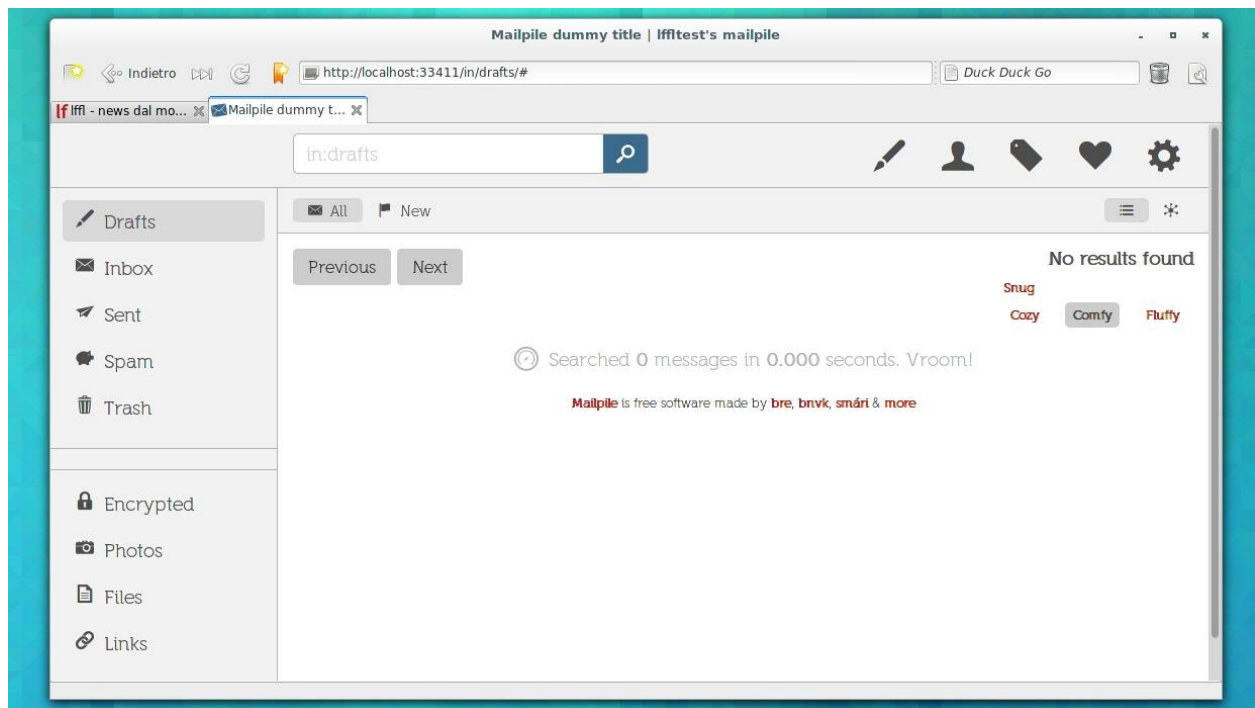 Mailpile dummy title | lffltest's mailpile
Indietro http://localhost:33411/in/drafts/# Duck Duck Go
lf lffl - news dal mo... Mailpile dummy t...
in:drafts
Drafts
Inbox
Sent
Spam
Trash
Encrypted
Photos
Files
Links
All New
Previous Next
No results found
Snug
Cozy Comfy Fluffy
Searched 0 messages in 0.000 seconds. Vroom!
Mailpile is free software made by bre, bnvk, smári & more